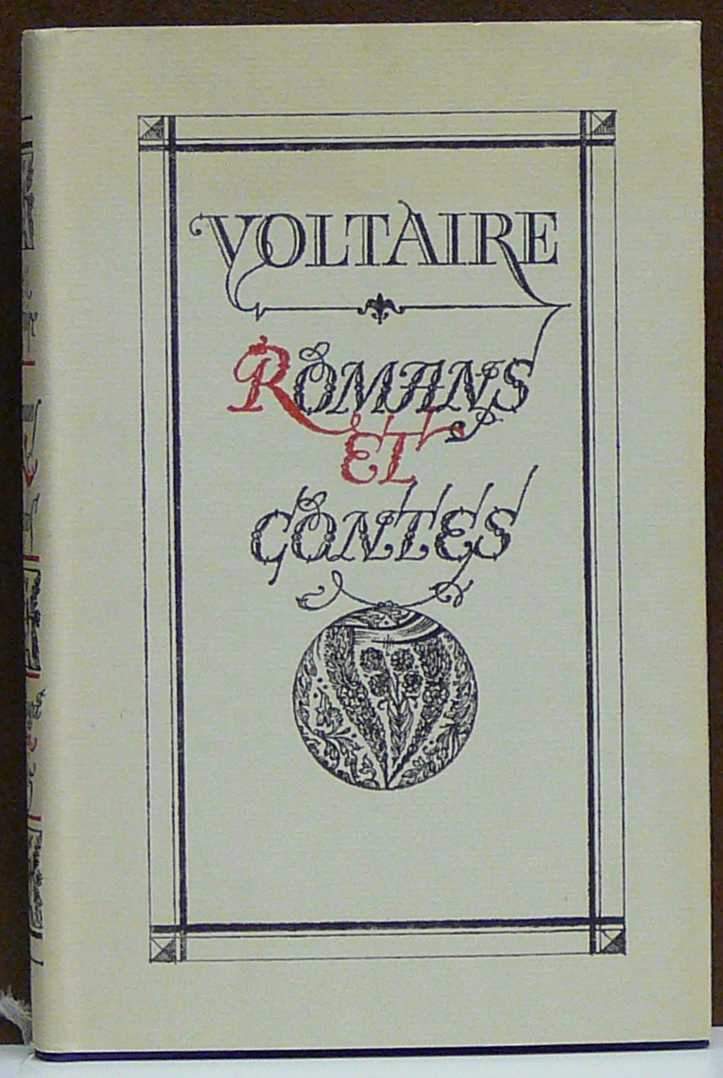 VOLTAIRE
ROMANS
ET
CONTES